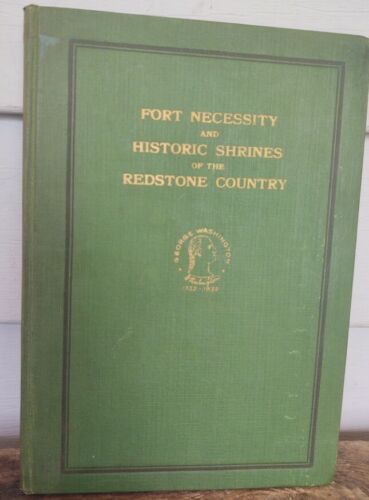 FORT NECESSITY
AND
HISTORIC SHRINES
OF THE
REDSTONE COUNTRY
GEORGE WASHINGTON
1732-1932